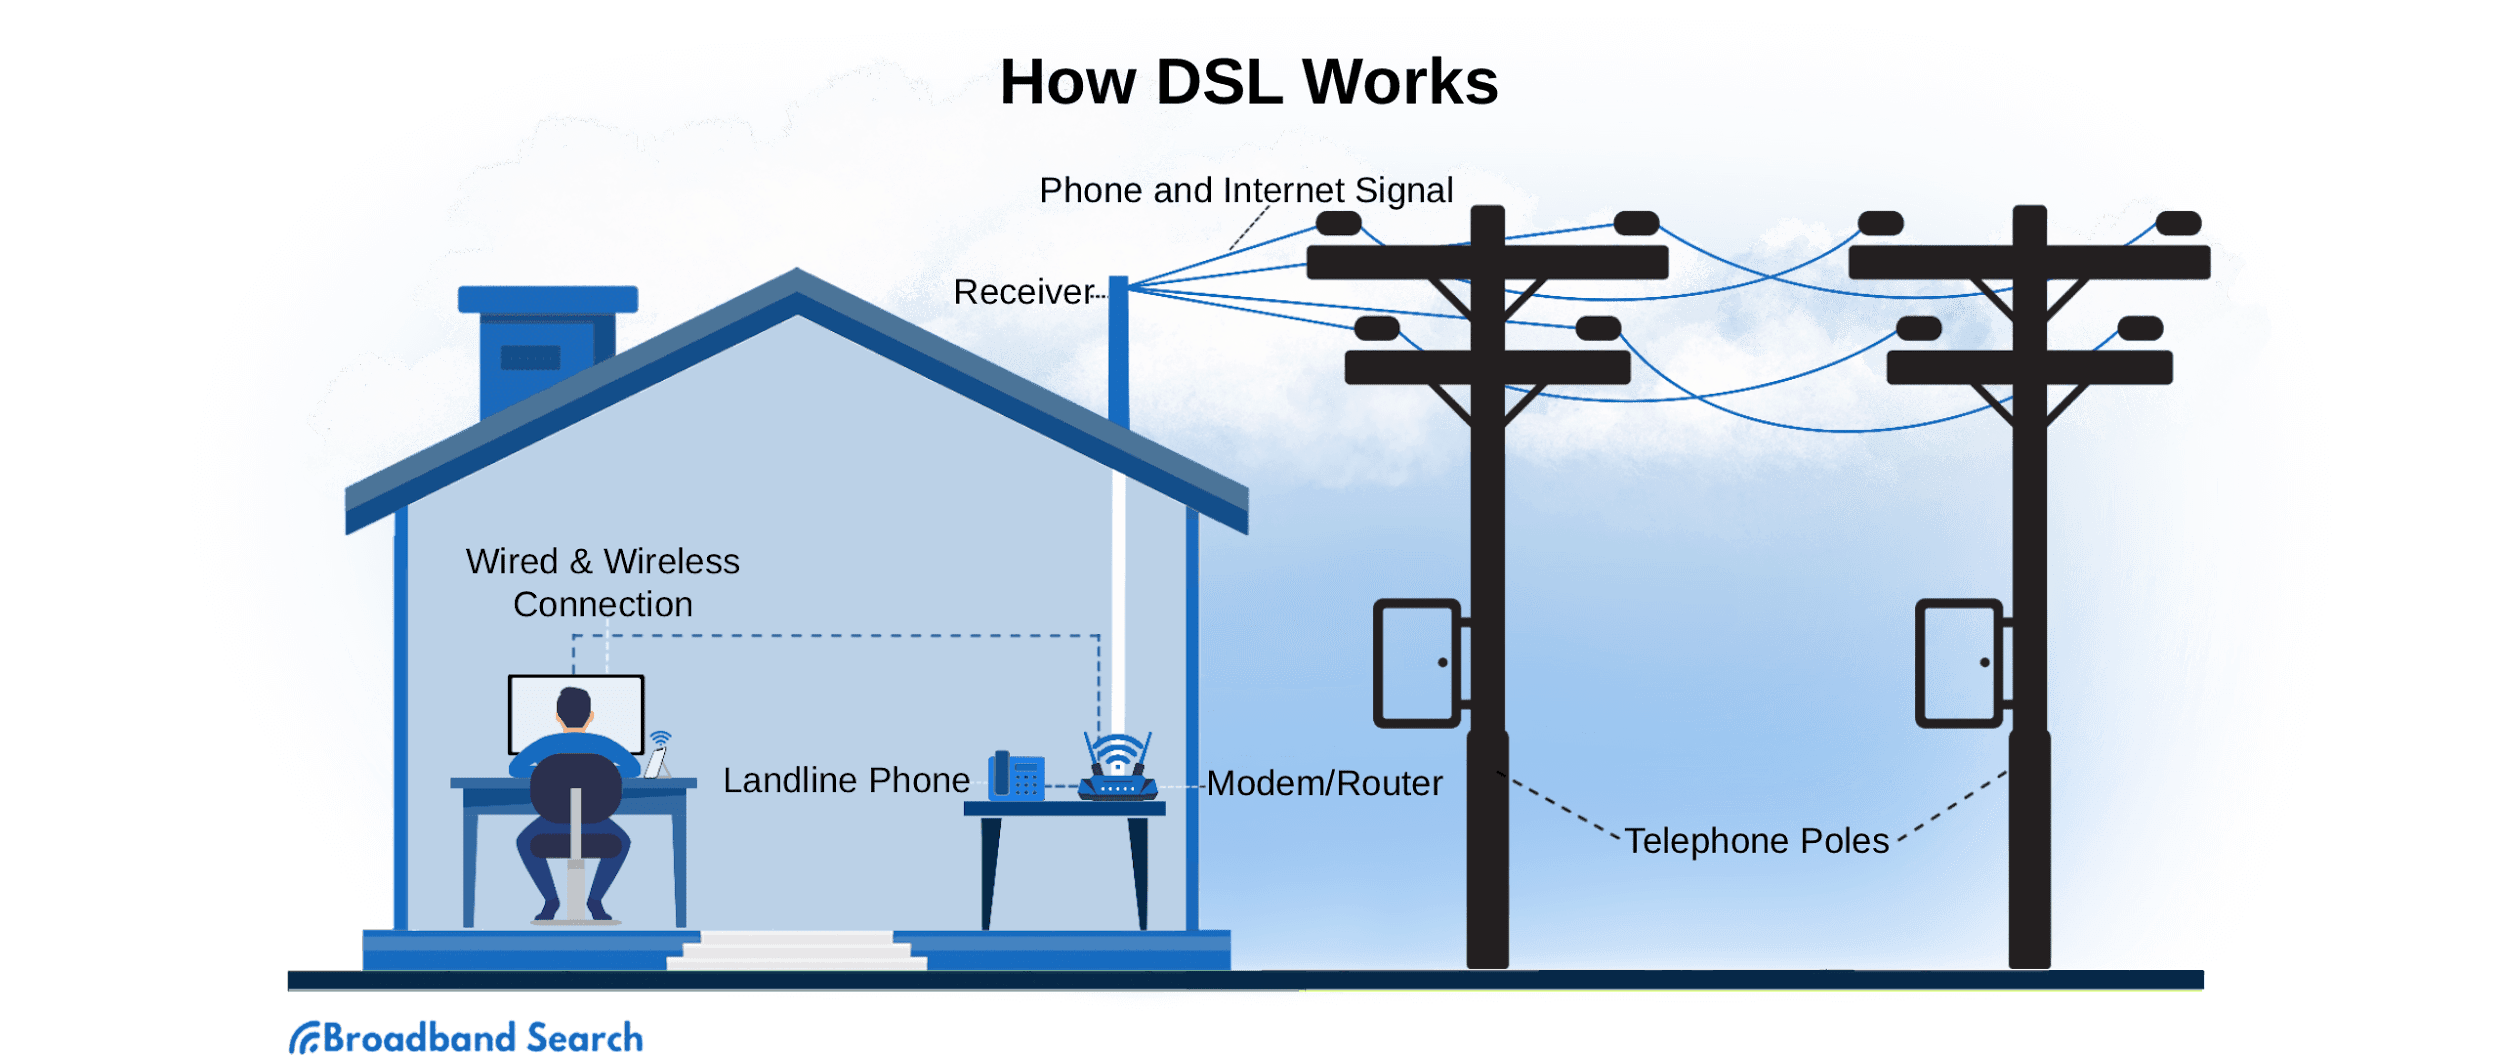 How DSL Works
Phone and Internet Signal
Receiver
Wired & Wireless
Connection
Landline Phone
Modem/Router
Telephone Poles
Broadband Search